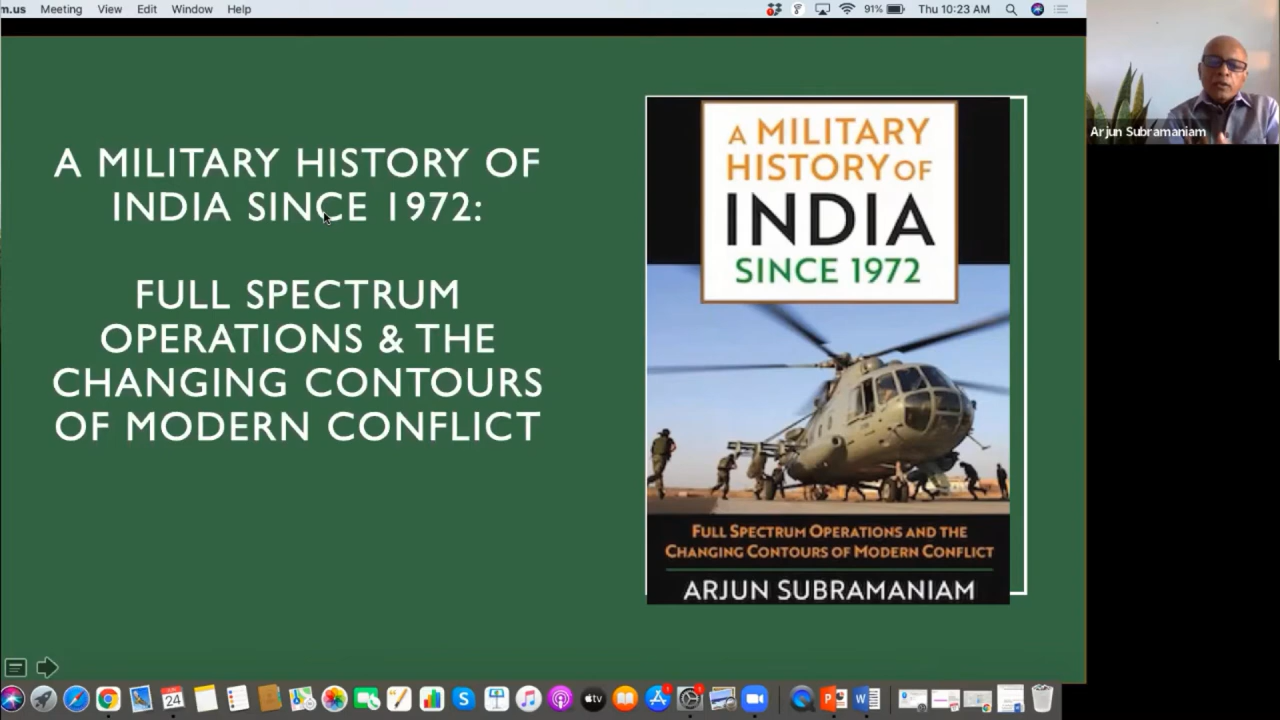 m.us Meeting View Edit Window Help 91% Thu 10:23 AM
A MILITARY HISTORY OF
INDIA SINCE 1972:
FULL SPECTRUM
OPERATIONS & THE
CHANGING CONTOURS
OF MODERN CONFLICT
A MILITARY
HISTORY OF
INDIA
SINCE 1972
FULL SPECTRUM OPERATIONS AND THE
CHANGING CONTOURS OF MODERN CONFLICT
ARJUN SUBRAMANIAM
Arjun Subramaniam
24
tv